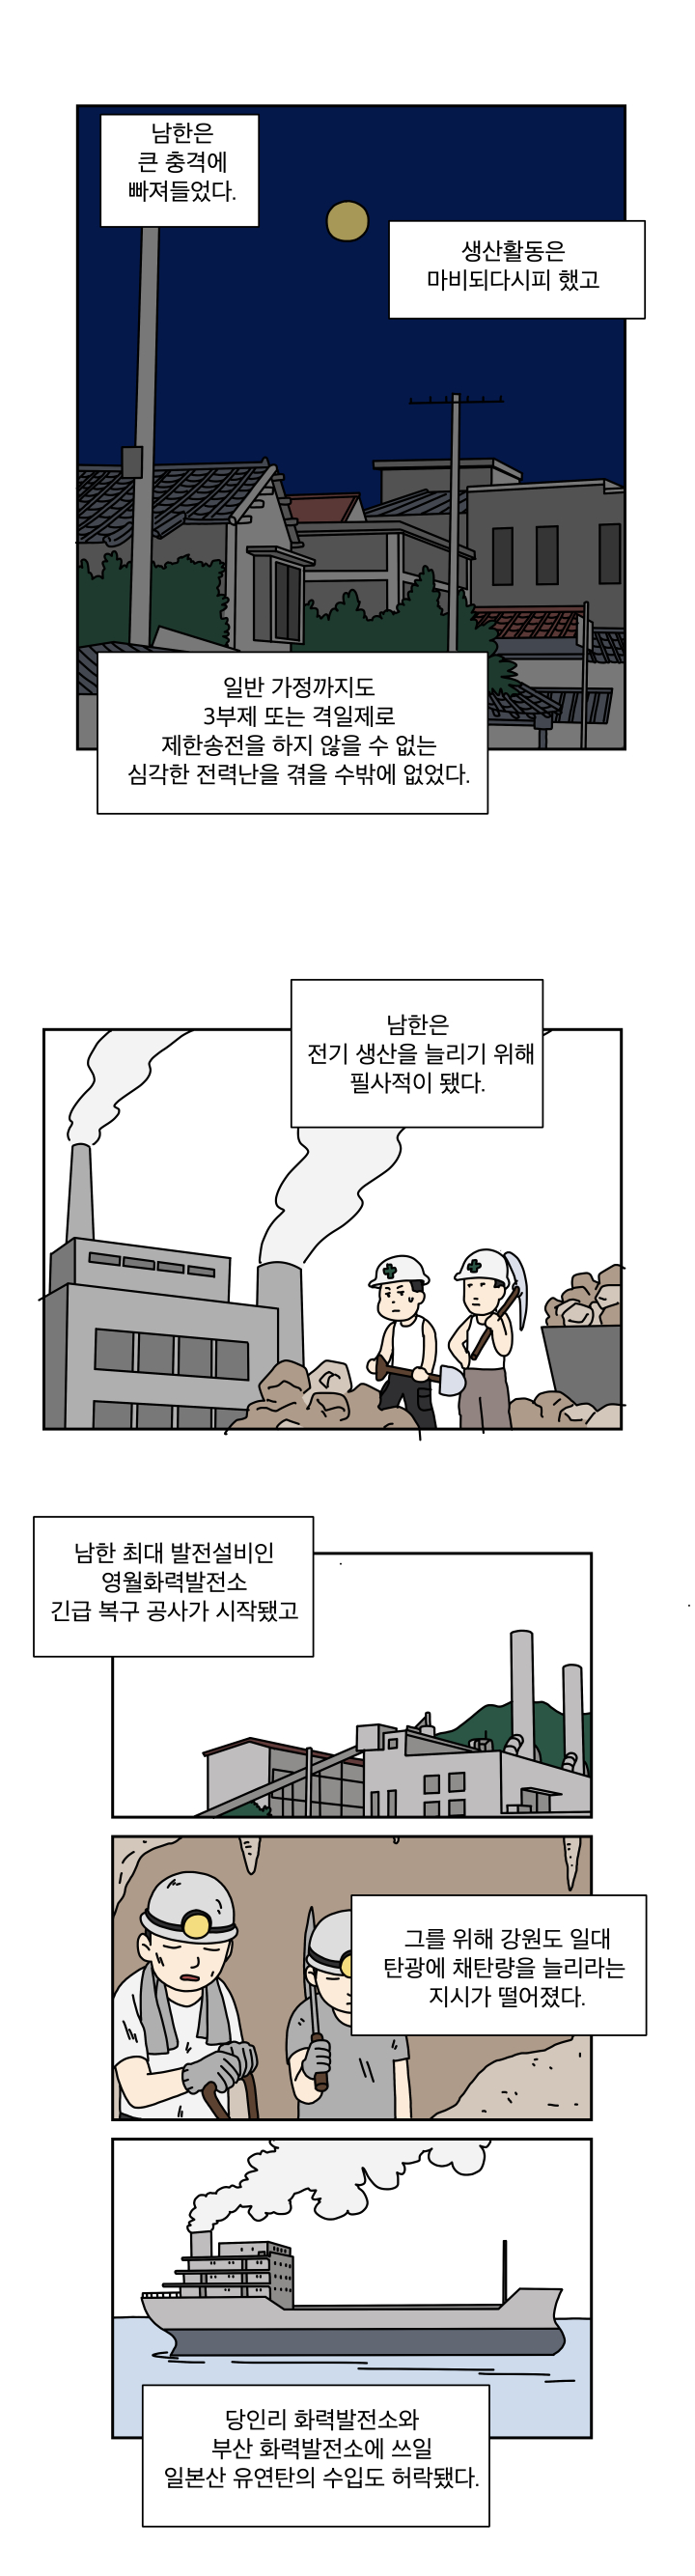 남한은
큰 충격에
빠져들었다.
생산활동은
마비되다시피 했고
일반 가정까지도
3부제 또는 격일제로
제한송전을 하지 않을 수 없는
심각한 전력난을 겪을 수밖에 없었다.
남한은
전기 생산을 늘리기 위해
필사적이 됐다.
남한 최대 발전설비인
영월화력발전소
긴급 복구 공사가 시작됐고
그를 위해 강원도 일대
탄광에 채탄량을 늘리라는
지시가 떨어졌다.
당인리 화력발전소와
부산 화력발전소에 쓰일
일본산 유연탄의 수입도 허락됐다.